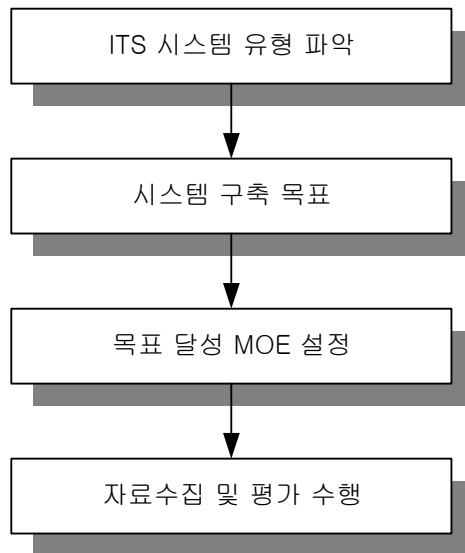 ITS 시스템 유형 파악
시스템 구축 목표
목표 달성 MOE 설정
자료수집 및 평가 수행